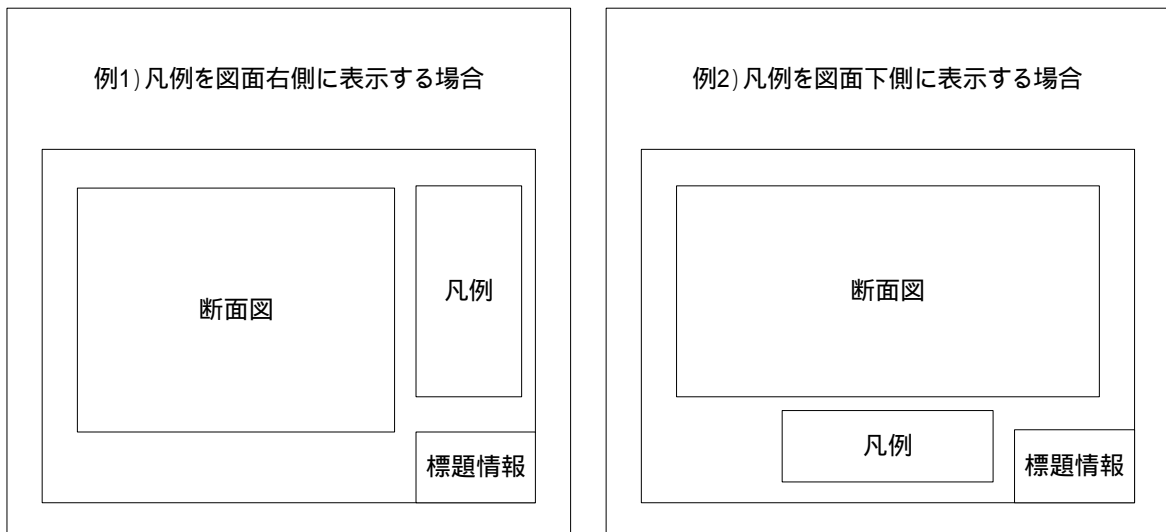 例1)凡例を図面右側に表示する場合
断面図
凡例
標題情報
例2)凡例を図面下側に表示する場合
断面図
凡例
標題情報